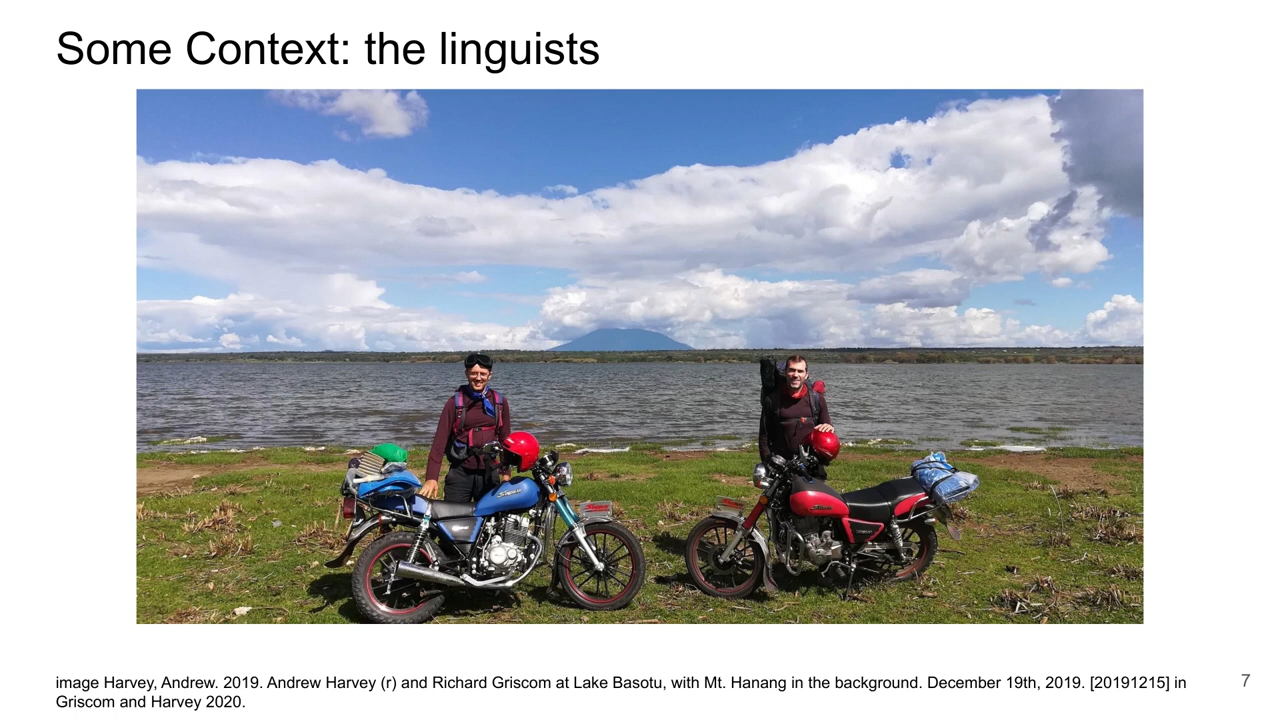 Some Context: the linguists
image Harvey, Andrew. 2019. Andrew Harvey (r) and Richard Griscom at Lake Basotu, with Mt. Hanang in the background. December 19th, 2019. [20191215] in
Griscom and Harvey 2020.
7